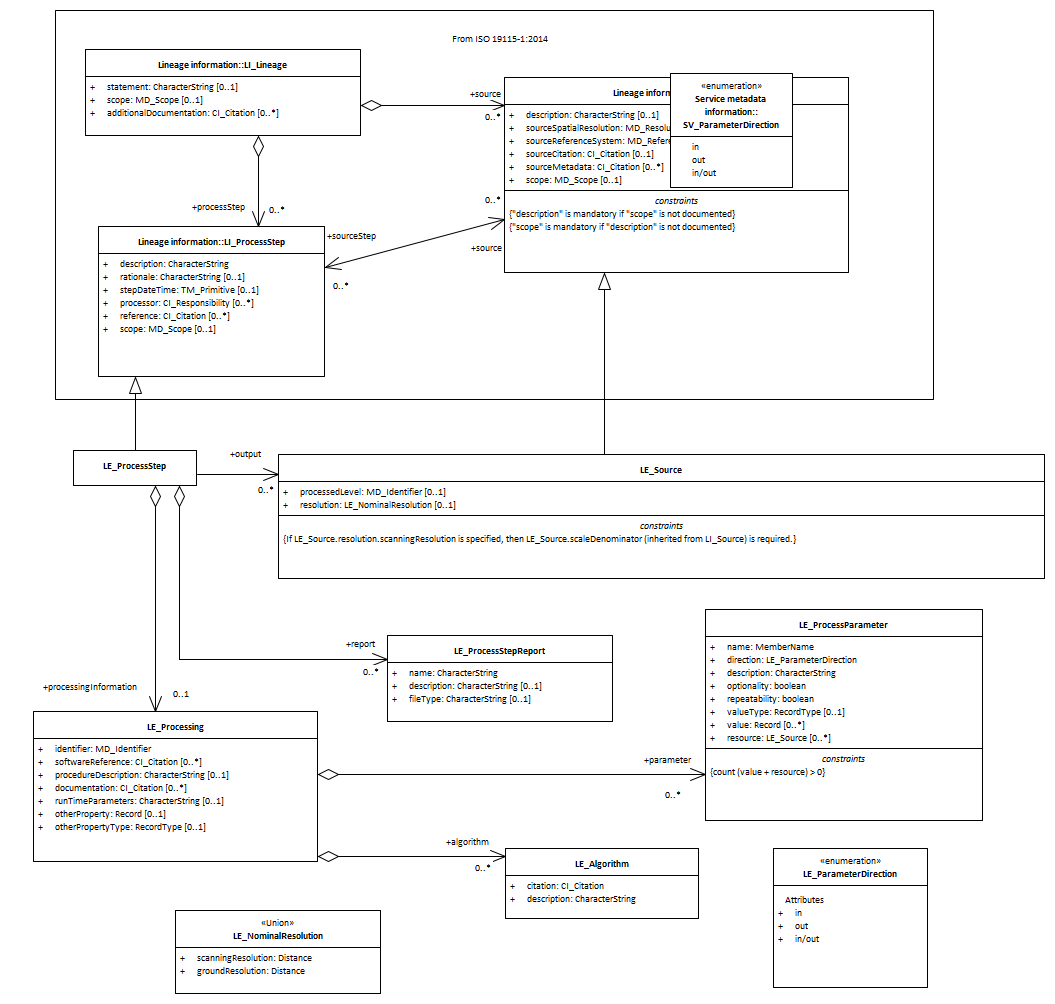 From ISO 19115-1:2014
Lineage information::LI_Lineage
+ statement: CharacterString [0..1]
+ scope: MD_Scope [0..1]
+ additionalDocumentation: CI_Citation [0..*]
+source
0..*
Lineage inform
+ description: CharacterString [0..1]
+ sourceSpatialResolution: MD_Resolu
+ sourceReferenceSystem: MD_Refere
+ sourceCitation: CI_Citation [0..1]
+ sourceMetadata: CI_Citation [0..*]
+ scope: MD_Scope [0..1]
constraints
{"description" is mandatory if "scope" is not documented}
{"scope" is mandatory if "description" is not documented}
«enumeration»
Service metadata
information::
SV_ParameterDirection
in
out
in/out
+processStep
0..*
0..*
+sourceStep
+source
0..*
Lineage information::LI_ProcessStep
+ description: CharacterString
+ rationale: CharacterString [0..1]
+ stepDateTime: TM_Primitive [0..1]
+ processor: CI_Responsibility [0..*]
+ reference: CI_Citation [0..*]
+ scope: MD_Scope [0..1]
LE_ProcessStep
+output
0..*
LE_Source
+ processedLevel: MD_Identifier [0..1]
+ resolution: LE_NominalResolution [0..1]
constraints
{If LE_Source.resolution.scanningResolution is specified, then LE_Source.scaleDenominator (inherited from LI_Source) is required.}
+report
0..*
LE_ProcessStepReport
+ name: CharacterString
+ description: CharacterString [0..1]
+ fileType: CharacterString [0..1]
LE_ProcessParameter
+ name: MemberName
+ direction: LE_ParameterDirection
+ description: CharacterString
+ optionality: boolean
+ repeatability: boolean
+ valueType: RecordType [0..1]
+ value: Record [0..*]
+ resource: LE_Source [0..*]
constraints
{count (value + resource) > 0}
+processingInformation
0..1
LE_Processing
+ identifier: MD_Identifier
+ softwareReference: CI_Citation [0..*]
+ procedureDescription: CharacterString [0..1]
+ documentation: CI_Citation [0..*]
+ runTimeParameters: CharacterString [0..1]
+ otherProperty: Record [0..1]
+ otherPropertyType: RecordType [0..1]
+parameter
0..*
+algorithm
0..*
LE_Algorithm
+ citation: CI_Citation
+ description: CharacterString
«enumeration»
LE_ParameterDirection
Attributes
+ in
+ out
+ in/out
«Union»
LE_NominalResolution
+ scanningResolution: Distance
+ groundResolution: Distance